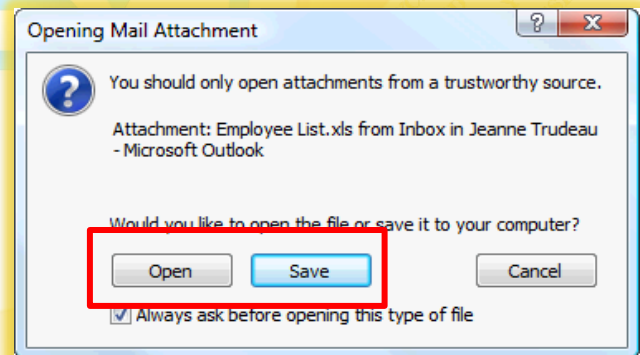 Opening Mail Attachment
?
You should only open attachments from a trustworthy source.
Attachment: Employee List.xls from Inbox in Jeanne Trudeau
- Microsoft Outlook
Would you like to open the file or save it to your computer?
Open Save Cancel
Always ask before opening this type of file